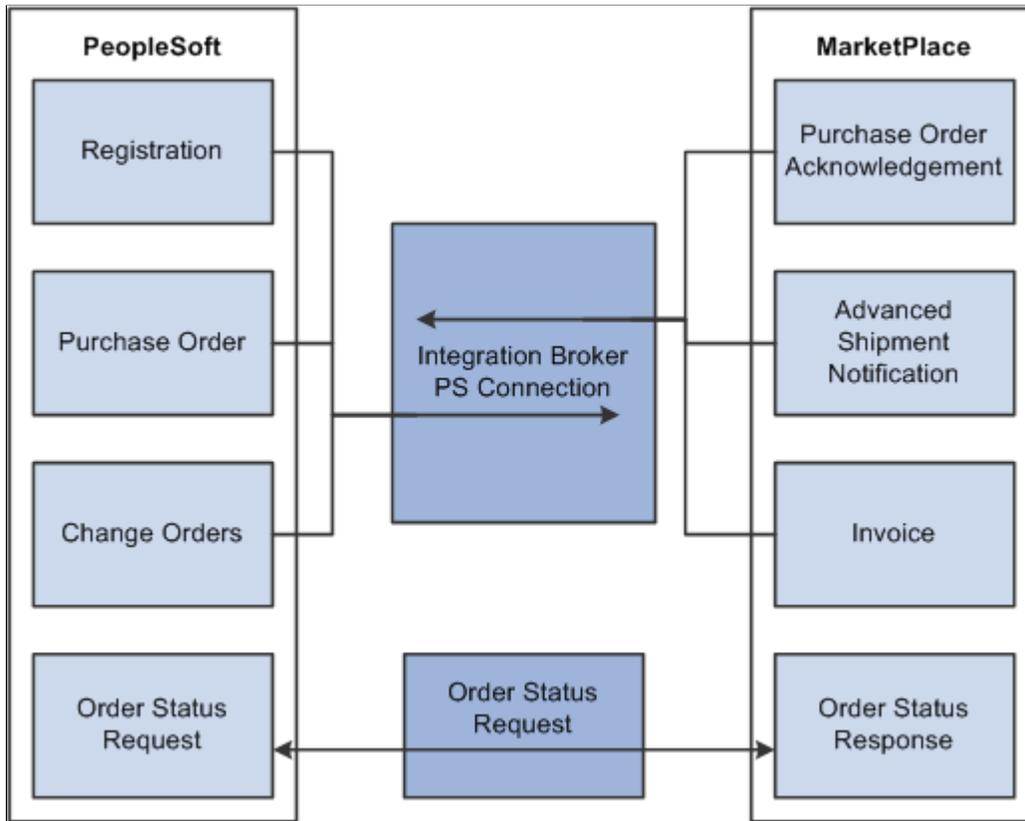 PeopleSoft
MarketPlace
Registration
Purchase Order
Acknowledgement
Purchase Order
Integration Broker
PS Connection
Advanced
Shipment
Notification
Change Orders
Invoice
Order Status
Request
Order Status
Request
Order Status
Response